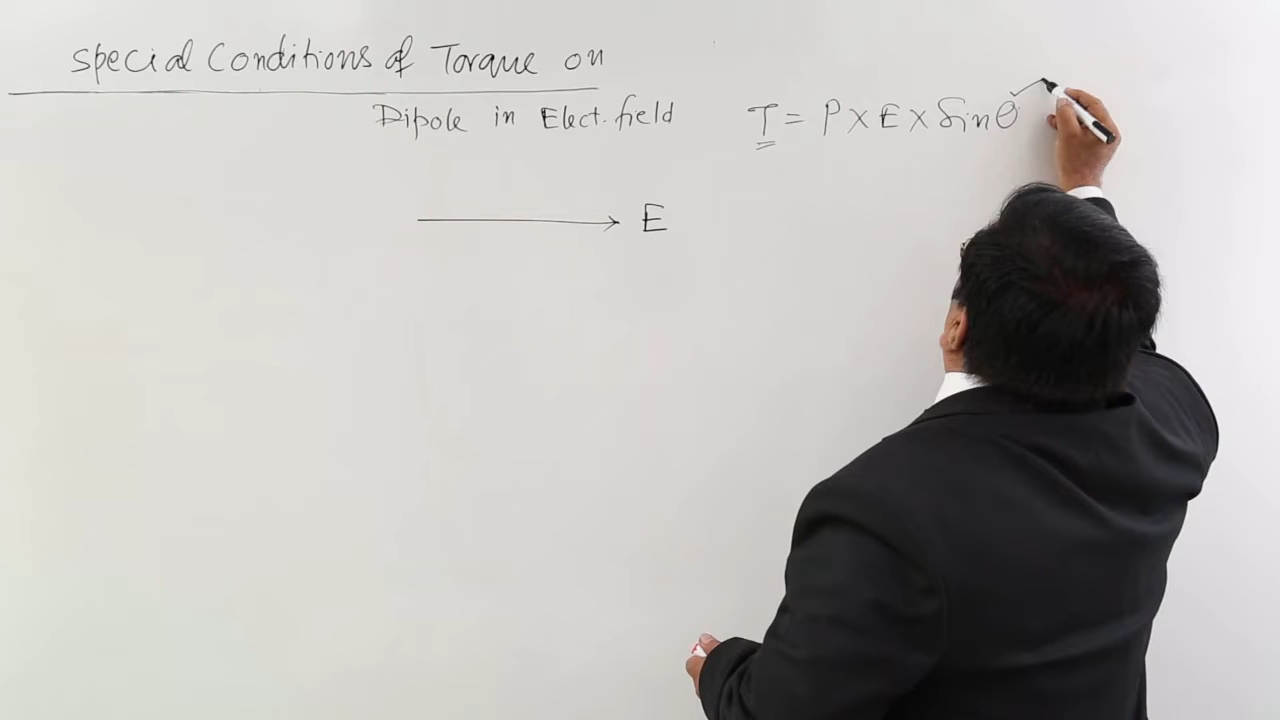 Special Conditions of Torque on
Dipole in Elect. field
T = P × E × Sin θ
E